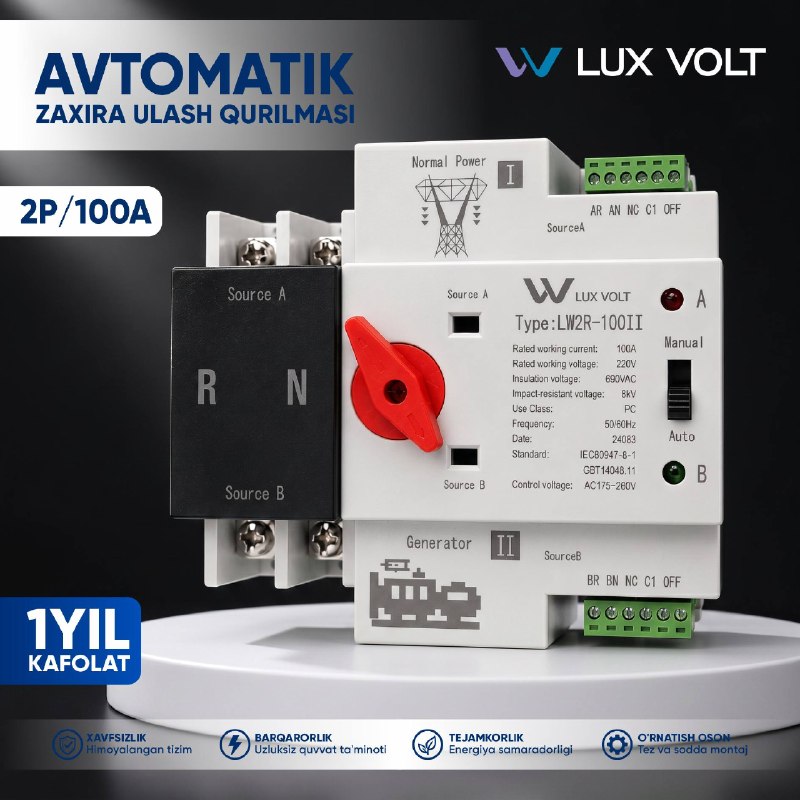 AVTOMATIK
ZAXIRA ULASH QURILMASI
LUX VOLT
2P/100A
Normal Power I
AR AN NC C1 OFF
SourceA
Source A
R N
Source B
Source A
Source B
LUX VOLT
Type:LW2R-100II
Rated working current: 100A
Rated working voltage: 220V
Insulation voltage: 690VAC
Impact-resistant voltage: 8kV
Use Class: PC
Frequency: 50/60Hz
Date: 24083
Standard: IEC80947-8-1
GBT14048.11
Control voltage: AC175-260V
A
Manual
Auto
B
Generator II
SourceB
BR BN NC C1 OFF
1YIL
KAFOLAT
XAVFSIZLIK
Himoyalangan tizim
BARQARORLIK
Uzluksiz quvvat ta'minoti
TEJAMKORLIK
Energiya samaradorligi
O'RNATISH OSON
Tez va sodda montaj